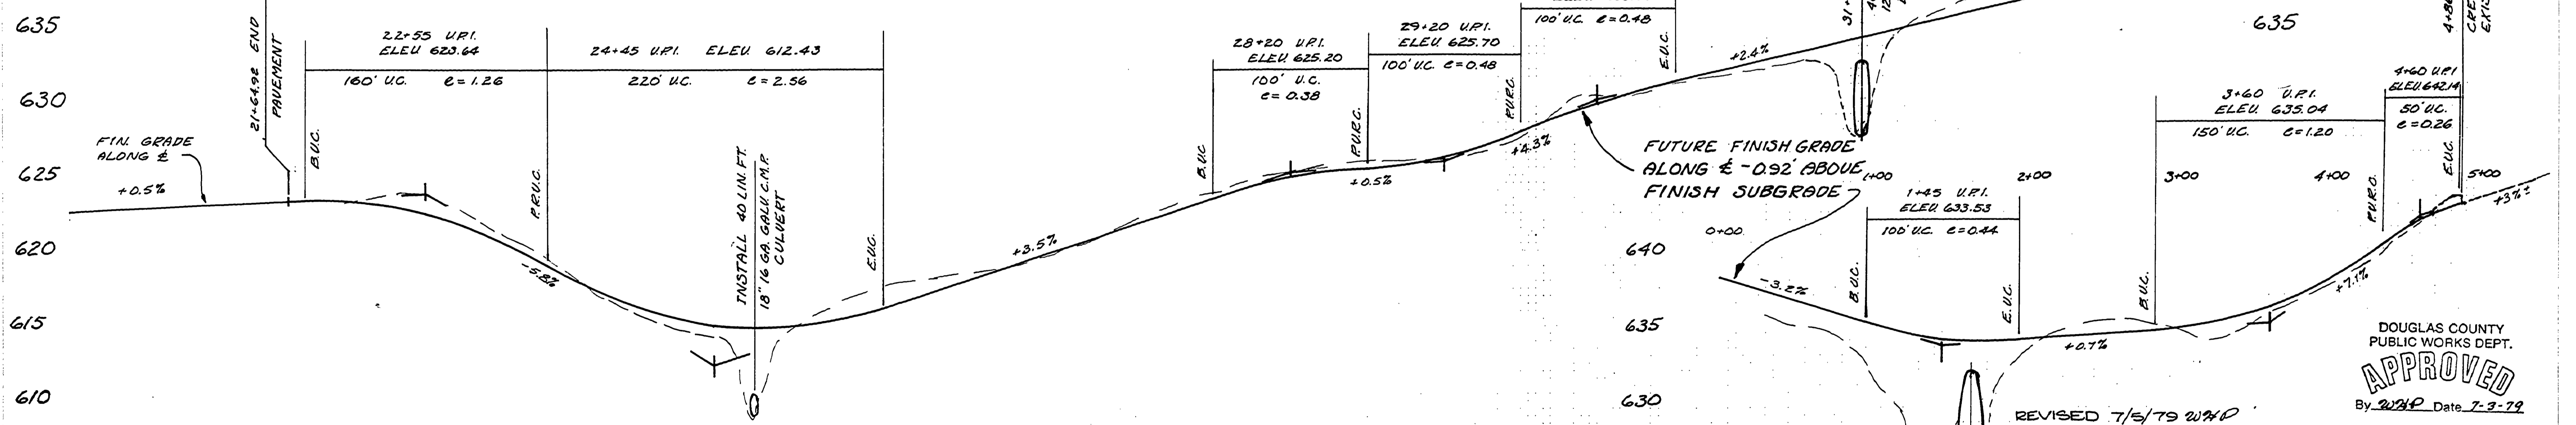 635
630
625
620
615
610
FIN. GRADE
ALONG ℄
+0.5%
21+64.92 END
PAVEMENT
B.V.C.
22+55 V.P.I.
ELEV. 623.64
160' V.C. e=1.26
24+45 V.P.I. ELEV. 612.43
220' V.C. e=2.56
P.R.V.C.
-5.8%
INSTALL 40 LIN. FT.
18" 16 GA. GALV. C.M.P.
CULVERT
E.V.C.
+3.5%
B.V.C
28+20 V.P.I.
ELEV. 625.20
100' V.C.
e=0.38
P.V.R.C.
29+20 V.P.I.
ELEV. 625.70
100' V.C. e=0.48
+0.5%
P.V.R.C.
100' V.C. e=0.48
E.V.C.
+4.3%
+2.4%
31+
FUTURE FINISH GRADE
ALONG ℄ -0.92' ABOVE
FINISH SUBGRADE
635
640
635
630
0+00
1+00
2+00
3+00
4+00
5+00
-3.2%
B.V.C.
1+45 V.P.I.
ELEV. 633.53
100' V.C. e=0.44
E.V.C.
+0.7%
B.V.C.
3+60 V.P.I.
ELEV. 635.04
150' V.C. e=1.20
P.V.R.C.
+7.1%
4+60 V.P.I
ELEV. 642.14
50' V.C.
e=0.26
E.V.C.
+3%±
DOUGLAS COUNTY
PUBLIC WORKS DEPT.
APPROVED
By WHP Date 7-3-79
REVISED 7/5/79 WHP